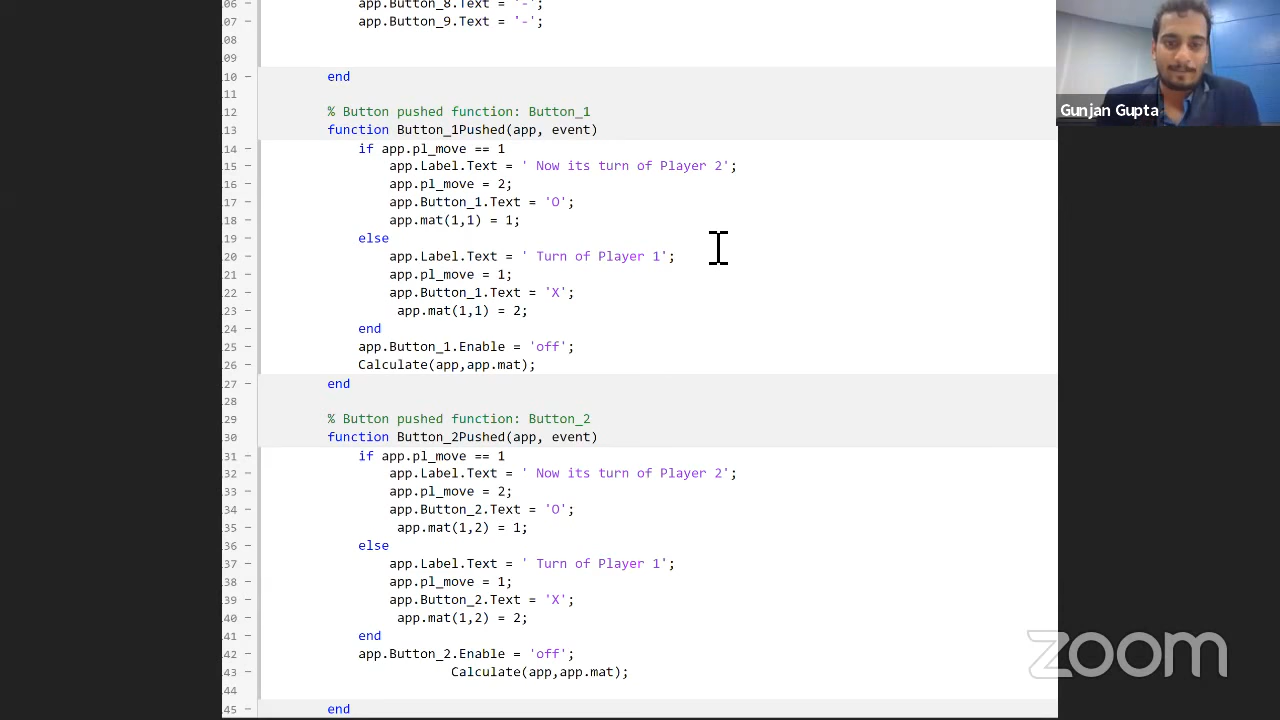 06 app.Button_8.Text = '-';
07 app.Button_9.Text = '-';
08
09
10 end
11
12 % Button pushed function: Button_1
13 function Button_1Pushed(app, event)
14 if app.pl_move == 1
15 app.Label.Text = ' Now its turn of Player 2';
16 app.pl_move = 2;
17 app.Button_1.Text = 'O';
18 app.mat(1,1) = 1;
19 else
20 app.Label.Text = ' Turn of Player 1';
21 app.pl_move = 1;
22 app.Button_1.Text = 'X';
23 app.mat(1,1) = 2;
24 end
25 app.Button_1.Enable = 'off';
26 Calculate(app,app.mat);
27 end
28
29 % Button pushed function: Button_2
30 function Button_2Pushed(app, event)
31 if app.pl_move == 1
32 app.Label.Text = ' Now its turn of Player 2';
33 app.pl_move = 2;
34 app.Button_2.Text = 'O';
35 app.mat(1,2) = 1;
36 else
37 app.Label.Text = ' Turn of Player 1';
38 app.pl_move = 1;
39 app.Button_2.Text = 'X';
40 app.mat(1,2) = 2;
41 end
42 app.Button_2.Enable = 'off';
43 Calculate(app,app.mat);
44
45 end
Gunjan Gupta
zoom